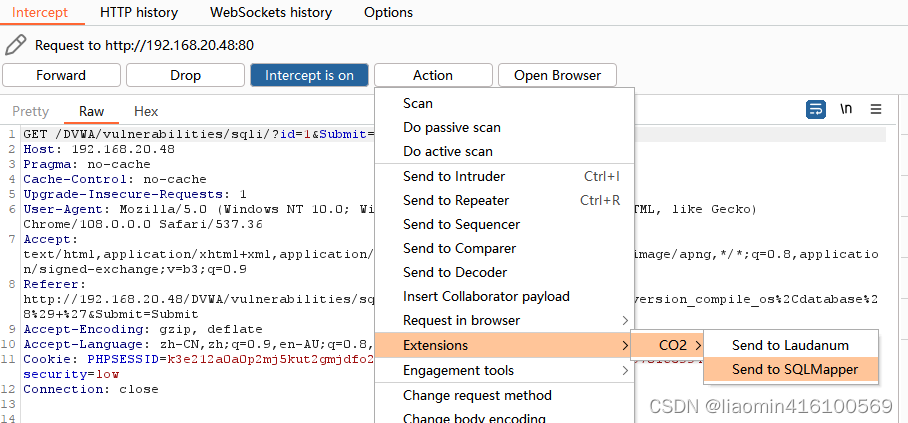 Intercept HTTP history WebSockets history Options
Request to http://192.168.20.48:80
Forward Drop Intercept is on Action Open Browser
Pretty Raw Hex \n
Scan
Do passive scan
Do active scan
Send to Intruder Ctrl+I
Send to Repeater Ctrl+R
Send to Sequencer
Send to Comparer
Send to Decoder
Insert Collaborator payload
Request in browser
Extensions
Engagement tools
Change request method
Change body encoding
CO2
Send to Laudanum
Send to SQLMapper
1 GET /DVWA/vulnerabilities/sqli/?id=1&Submit=
2 Host: 192.168.20.48
3 Pragma: no-cache
4 Cache-Control: no-cache
5 Upgrade-Insecure-Requests: 1
6 User-Agent: Mozilla/5.0 (Windows NT 10.0; Wi TML, like Gecko)
Chrome/108.0.0.0 Safari/537.36
7 Accept:
text/html,application/xhtml+xml,application/ image/apng,*/*;q=0.8,applicatio
n/signed-exchange;v=b3;q=0.9
8 Referer:
http://192.168.20.48/DVWA/vulnerabilities/sq ersion_compile_os%2Cdatabase%2
8%29+%27&Submit=Submit
9 Accept-Encoding: gzip, deflate
10 Accept-Language: zh-CN,zh;q=0.9,en-AU;q=0.8,
11 Cookie: PHPSESSID=k3e212a0a0p2mj5kut2gmjdfo2
security=low
12 Connection: close
13
14
CSDN @liaomin416100569